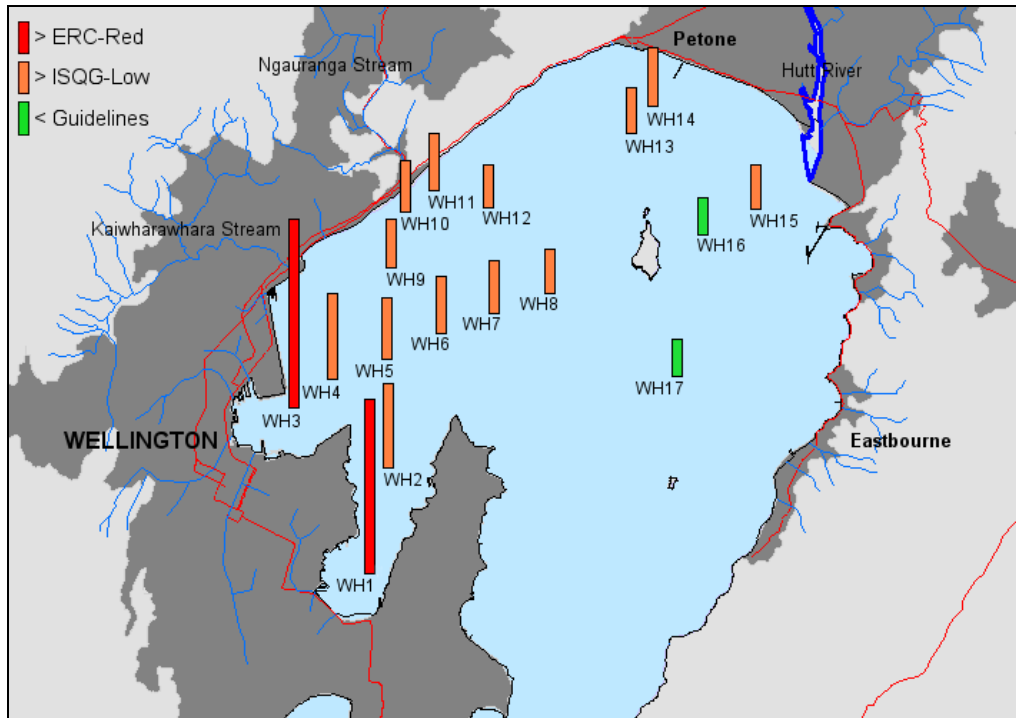 > ERC-Red
> ISQG-Low
< Guidelines
Petone
Ngauranga Stream
Hutt River
WH14
WH13
WH11
WH12
WH10
WH15
Kaiwharawhara Stream
WH16
WH9
WH8
WH7
WH6
WH5
WH4
WH17
WH3
WELLINGTON
Eastbourne
WH2
WH1